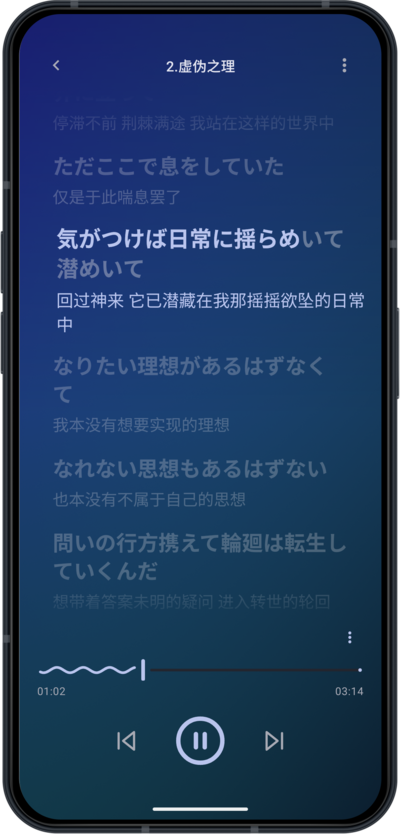 2.虚伪之理
停滞不前 荆棘满途 我站在这样的世界中
ただここで息をしていた
仅是于此喘息罢了
気がつけば日常に揺らめいて
潜めいて
回过神来 它已潜藏在我那摇摇欲坠的日常
中
なりたい理想があるはずなく
て
我本没有想要实现的理想
なれない思想もあるはずない
也本没有不属于自己的思想
問いの行方携えて輪廻は転生し
ていくんだ
想带着答案未明的疑问 进入转世的轮回
01:02
03:14